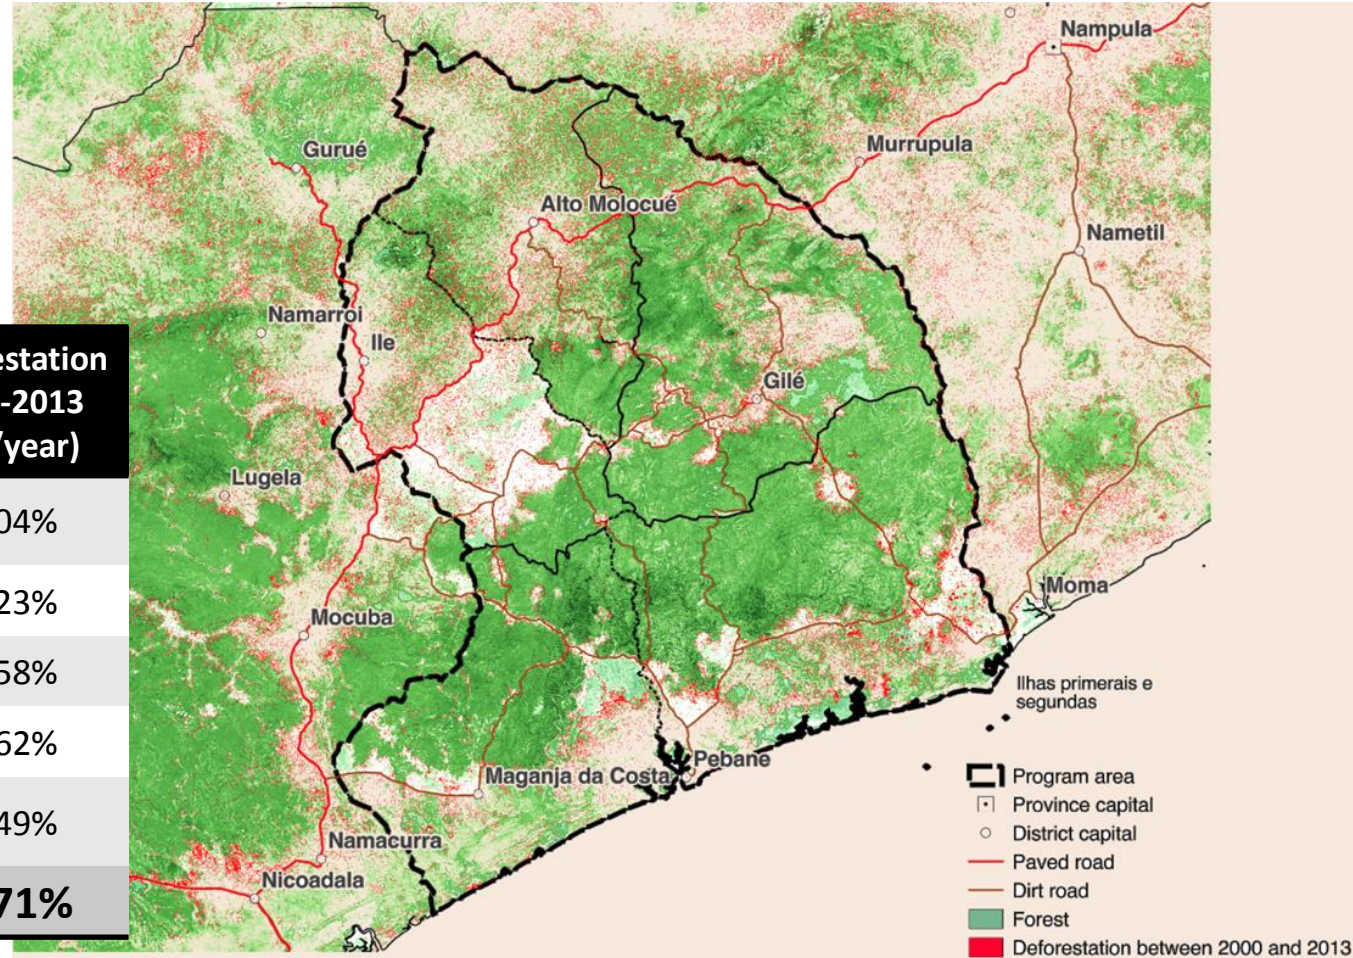 Nampula
Murrupula
Gurué
Alto Molocué
Nametil
Namarroi
Ile
estation
-2013
/year)
Gilé
Lugela
04%
23%
Moma
Mocuba
58%
Ilhas primerais e
segundas
62%
Pebane
Maganja da Costa
Program area
Province capital
49%
District capital
Namacurra
Paved road
Nicoadala
Dirt road
71%
Forest
Deforestation between 2000 and 2013